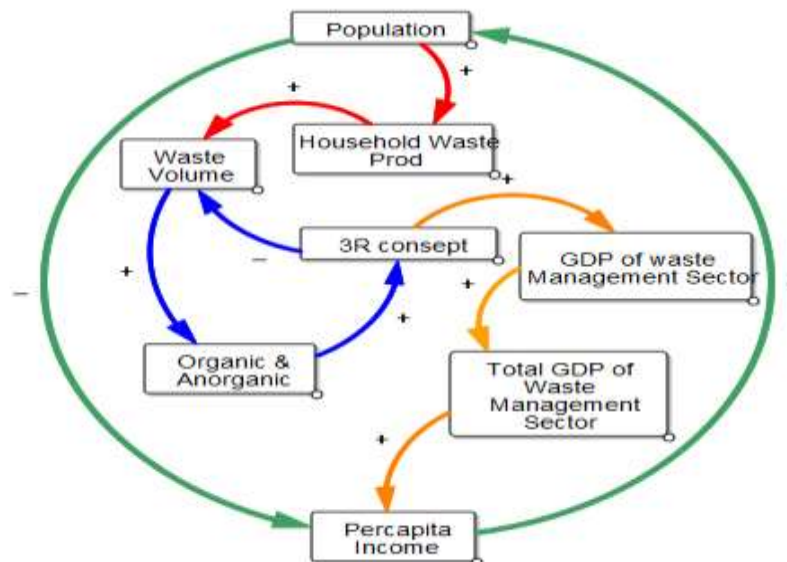 Population
+
+
Household Waste
Prod
Waste
Volume
+
3R consept
–
GDP of waste
Management Sector
+
+
+
–
Organic &
Anorganic
Total GDP of
Waste
Management
Sector
+
Percapita
Income